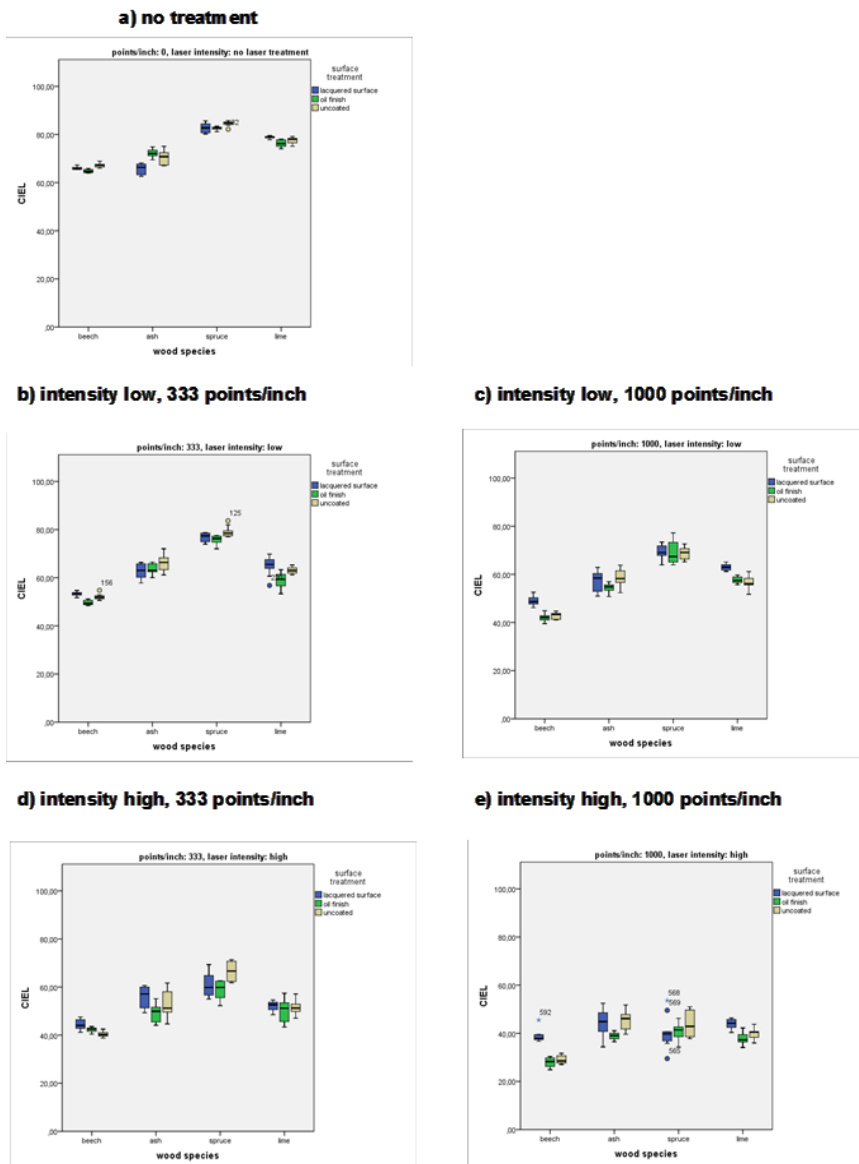 a) no treatment
points/inch: 0, laser intensity: no laser treatment
surface
treatment
lacquered surface
oil finish
uncoated
100,00
80,00
60,00
40,00
20,00
,00
CIEL
beech
ash
spruce
lime
wood species
b) intensity low, 333 points/inch
points/inch: 333, laser intensity: low
surface
treatment
lacquered surface
oil finish
uncoated
100,00
80,00
60,00
40,00
20,00
,00
CIEL
156
125
beech
ash
spruce
lime
wood species
c) intensity low, 1000 points/inch
points/inch: 1000, laser intensity: low
surface
treatment
lacquered surface
oil finish
uncoated
100,00
80,00
60,00
40,00
20,00
,00
CIEL
beech
ash
spruce
lime
wood species
d) intensity high, 333 points/inch
points/inch: 333, laser intensity: high
surface
treatment
lacquered surface
oil finish
uncoated
100,00
80,00
60,00
40,00
20,00
,00
CIEL
beech
ash
spruce
lime
wood species
e) intensity high, 1000 points/inch
points/inch: 1000, laser intensity: high
surface
treatment
lacquered surface
oil finish
uncoated
100,00
80,00
60,00
40,00
20,00
,00
CIEL
592
568
569
565
beech
ash
spruce
lime
wood species